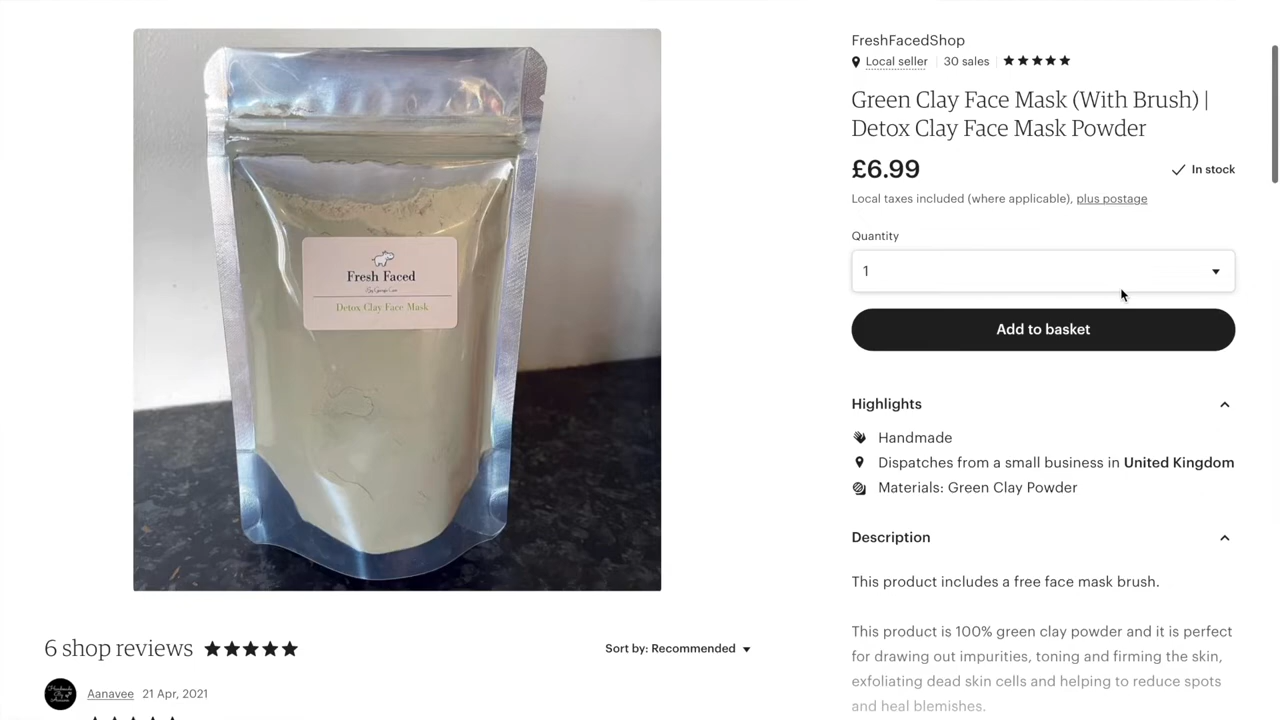 FreshFacedShop
Local seller 30 sales
Green Clay Face Mask (With Brush) |
Detox Clay Face Mask Powder
£6.99
In stock
Local taxes included (where applicable), plus postage
Quantity
1
Add to basket
Highlights
Handmade
Dispatches from a small business in United Kingdom
Materials: Green Clay Powder
Description
This product includes a free face mask brush.
This product is 100% green clay powder and it is perfect
for drawing out impurities, toning and firming the skin,
exfoliating dead skin cells and helping to reduce spots
and heal blemishes.
Fresh Faced
Detox Clay Face Mask
6 shop reviews
Sort by: Recommended
Aanavee 21 Apr, 2021